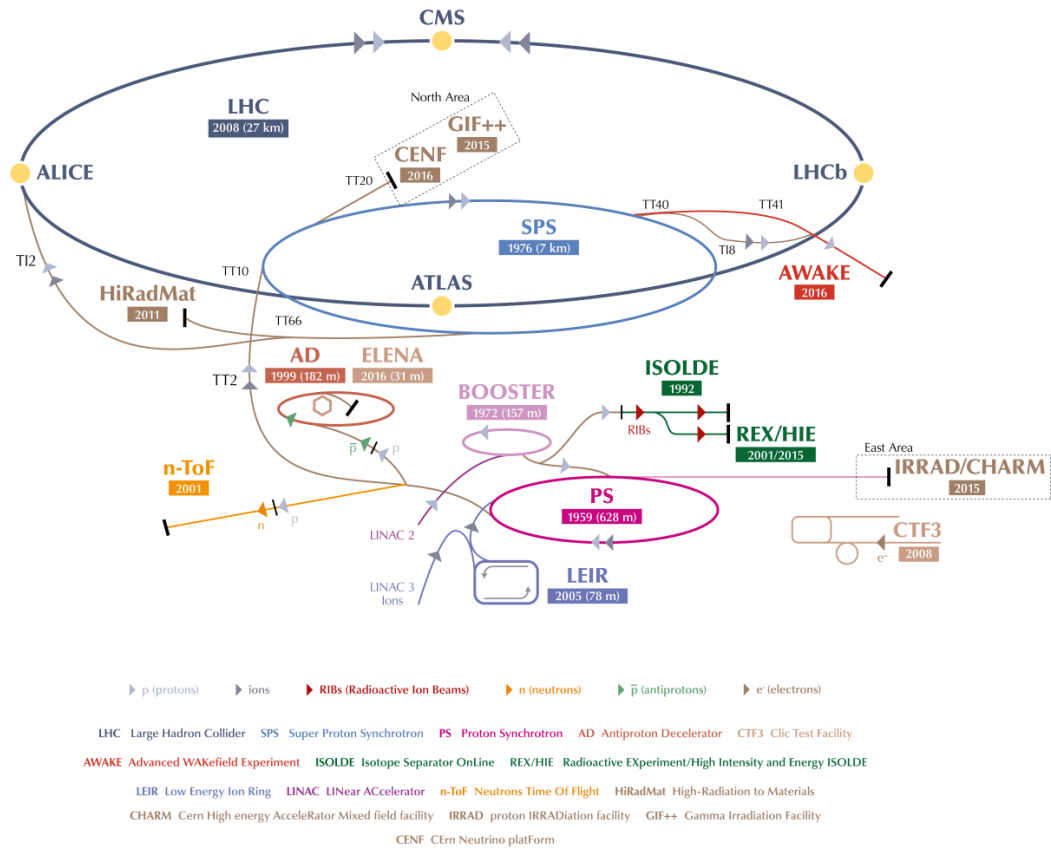 CMS
North Area
LHC
2008 (27 km)
GIF++
2015
CENF
2016
ALICE
LHCb
TT20
TT40
TT41
SPS
1976 (7 km)
TI8
TI2
TT10
AWAKE
2016
HiRadMat
2011
ATLAS
TT66
AD
1999 (182 m)
ELENA
2016 (31 m)
TT2
BOOSTER
1972 (157 m)
ISOLDE
1992
RIBs
REX/HIE
2001/2015
p̅
p
East Area
IRRAD/CHARM
2015
n-ToF
2001
n
p
PS
1959 (628 m)
LINAC 2
CTF3
2008
e-
LINAC 3
Ions
LEIR
2005 (78 m)
p (protons) ions RIBs (Radioactive Ion Beams) n (neutrons) p̅ (antiprotons) e- (electrons)
LHC Large Hadron Collider SPS Super Proton Synchrotron PS Proton Synchrotron AD Antiproton Decelerator CTF3 Clic Test Facility
AWAKE Advanced WAKefield Experiment ISOLDE Isotope Separator OnLine REX/HIE Radioactive EXperiment/High Intensity and Energy ISOLDE
LEIR Low Energy Ion Ring LINAC LINear ACcelerator n-ToF Neutrons Time Of Flight HiRadMat High-Radiation to Materials
CHARM Cern High energy AcceleRator Mixed field facility IRRAD proton IRRADiation facility GIF++ Gamma Irradiation Facility
CENF CErn Neutrino platForm